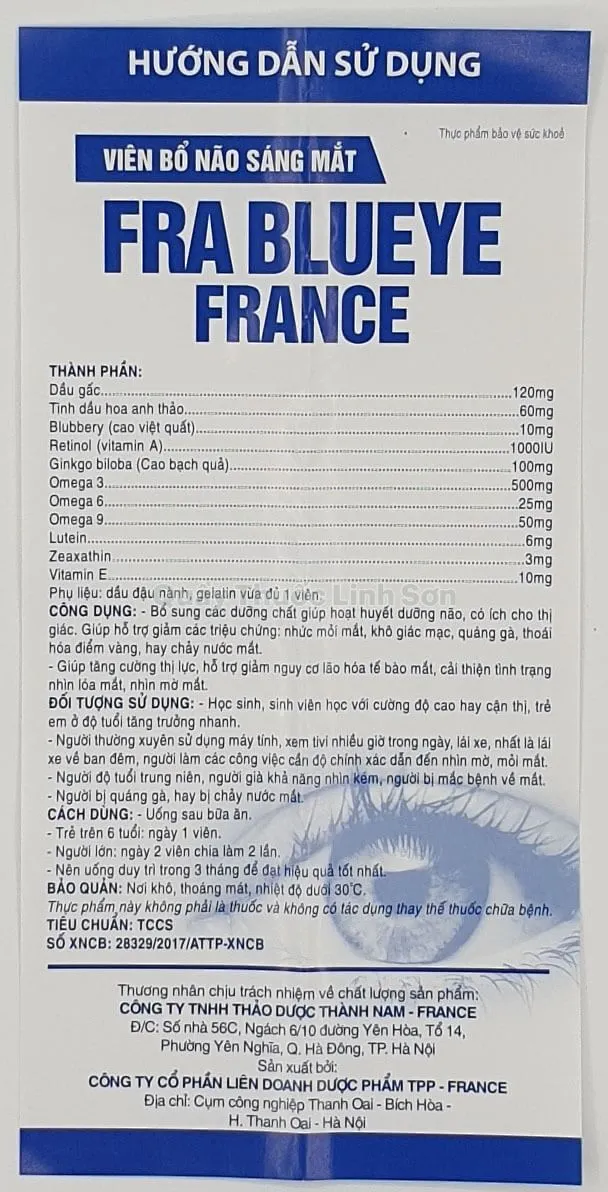 HƯỚNG DẪN SỬ DỤNG
Thực phẩm bảo vệ sức khoẻ
VIÊN BỔ NÃO SÁNG MẮT
FRA BLUEYE
FRANCE
THÀNH PHẦN:
Dầu gấc..........120mg
Tinh dầu hoa anh thảo..........60mg
Blubbery (cao việt quất)..........10mg
Retinol (vitamin A)..........1000IU
Ginkgo biloba (Cao bạch quả)..........100mg
Omega 3..........500mg
Omega 6..........25mg
Omega 9..........50mg
Lutein..........6mg
Zeaxathin..........3mg
Vitamin E..........10mg
Phụ liệu: dầu đậu nành, gelatin vừa đủ 1 viên.
Quầy Thuốc Linh Sơn
CÔNG DỤNG: - Bổ sung các dưỡng chất giúp hoạt huyết dưỡng não, có ích cho thị
giác. Giúp hỗ trợ giảm các triệu chứng: nhức mỏi mắt, khô giác mạc, quáng gà, thoái
hóa điểm vàng, hay chảy nước mắt.
- Giúp tăng cường thị lực, hỗ trợ giảm nguy cơ lão hóa tế bào mắt, cải thiện tình trạng
nhìn lóa mắt, nhìn mờ mắt.
ĐỐI TƯỢNG SỬ DỤNG: - Học sinh, sinh viên học với cường độ cao hay cận thị, trẻ
em ở độ tuổi tăng trưởng nhanh.
- Người thường xuyên sử dụng máy tính, xem tivi nhiều giờ trong ngày, lái xe, nhất là lái
xe về ban đêm, người làm các công việc cần độ chính xác dẫn đến nhìn mờ, mỏi mắt.
- Người độ tuổi trung niên, người già khả năng nhìn kém, người bị mắc bệnh về mắt.
- Người bị quáng gà, hay bị chảy nước mắt.
CÁCH DÙNG: - Uống sau bữa ăn.
- Trẻ trên 6 tuổi: ngày 1 viên.
- Người lớn: ngày 2 viên chia làm 2 lần.
- Nên uống duy trì trong 3 tháng để đạt hiệu quả tốt nhất.
BẢO QUẢN: Nơi khô, thoáng mát, nhiệt độ dưới 30°C.
Thực phẩm này không phải là thuốc và không có tác dụng thay thế thuốc chữa bệnh.
TIÊU CHUẨN: TCCS
SỐ XNCB: 28329/2017/ATTP-XNCB
Thương nhân chịu trách nhiệm về chất lượng sản phẩm:
CÔNG TY TNHH THẢO DƯỢC THÀNH NAM - FRANCE
Đ/C: Số nhà 56C, Ngách 6/10 đường Yên Hòa, Tổ 14,
Phường Yên Nghĩa, Q. Hà Đông, TP. Hà Nội
Sản xuất bởi:
CÔNG TY CỔ PHẦN LIÊN DOANH DƯỢC PHẨM TPP - FRANCE
Địa chỉ: Cụm công nghiệp Thanh Oai - Bích Hòa -
H. Thanh Oai - Hà Nội